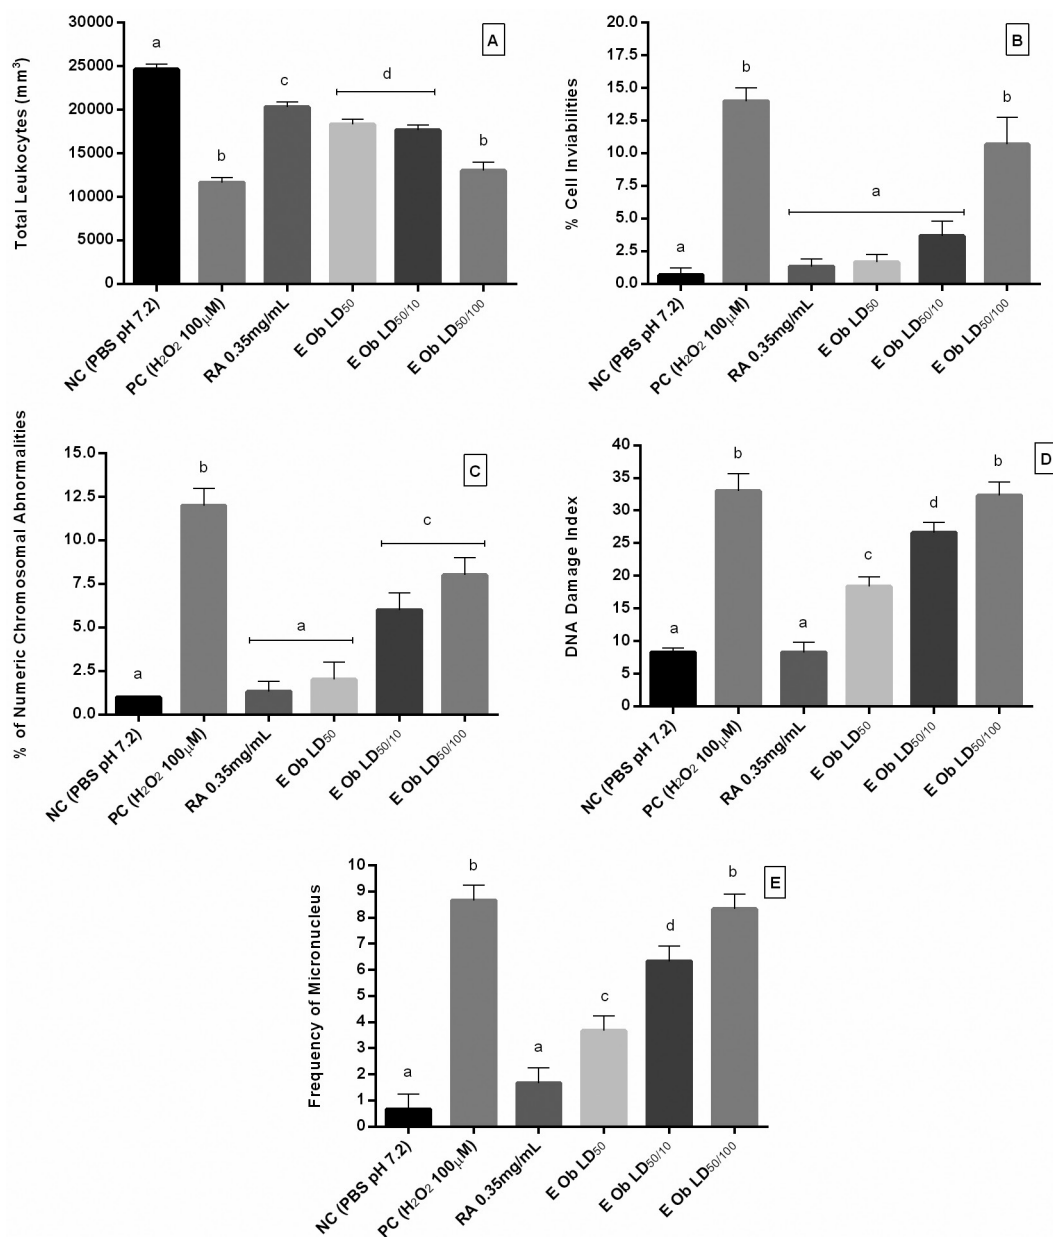 A
Total Leukocytes (mm³)
30000
25000
20000
15000
10000
5000
0
a
b
c
d
b
NC (PBS pH 7.2)
PC (H₂O₂ 100µM)
RA 0.35mg/mL
E Ob LD₅₀
E Ob LD₅₀/₁₀
E Ob LD₅₀/₁₀₀
B
% Cell Inviabilities
20.0
17.5
15.0
12.5
10.0
7.5
5.0
2.5
0.0
a
b
a
b
NC (PBS pH 7.2)
PC (H₂O₂ 100µM)
RA 0.35mg/mL
E Ob LD₅₀
E Ob LD₅₀/₁₀
E Ob LD₅₀/₁₀₀
C
% of Numeric Chromosomal Abnormalities
15.0
12.5
10.0
7.5
5.0
2.5
0.0
a
b
a
c
NC (PBS pH 7.2)
PC (H₂O₂ 100µM)
RA 0.35mg/mL
E Ob LD₅₀
E Ob LD₅₀/₁₀
E Ob LD₅₀/₁₀₀
D
DNA Damage Index
40
35
30
25
20
15
10
5
0
a
b
a
c
d
b
NC (PBS pH 7.2)
PC (H₂O₂ 100µM)
RA 0.35mg/mL
E Ob LD₅₀
E Ob LD₅₀/₁₀
E Ob LD₅₀/₁₀₀
E
Frequency of Micronucleus
10
9
8
7
6
5
4
3
2
1
0
a
b
a
c
d
b
NC (PBS pH 7.2)
PC (H₂O₂ 100µM)
RA 0.35mg/mL
E Ob LD₅₀
E Ob LD₅₀/₁₀
E Ob LD₅₀/₁₀₀